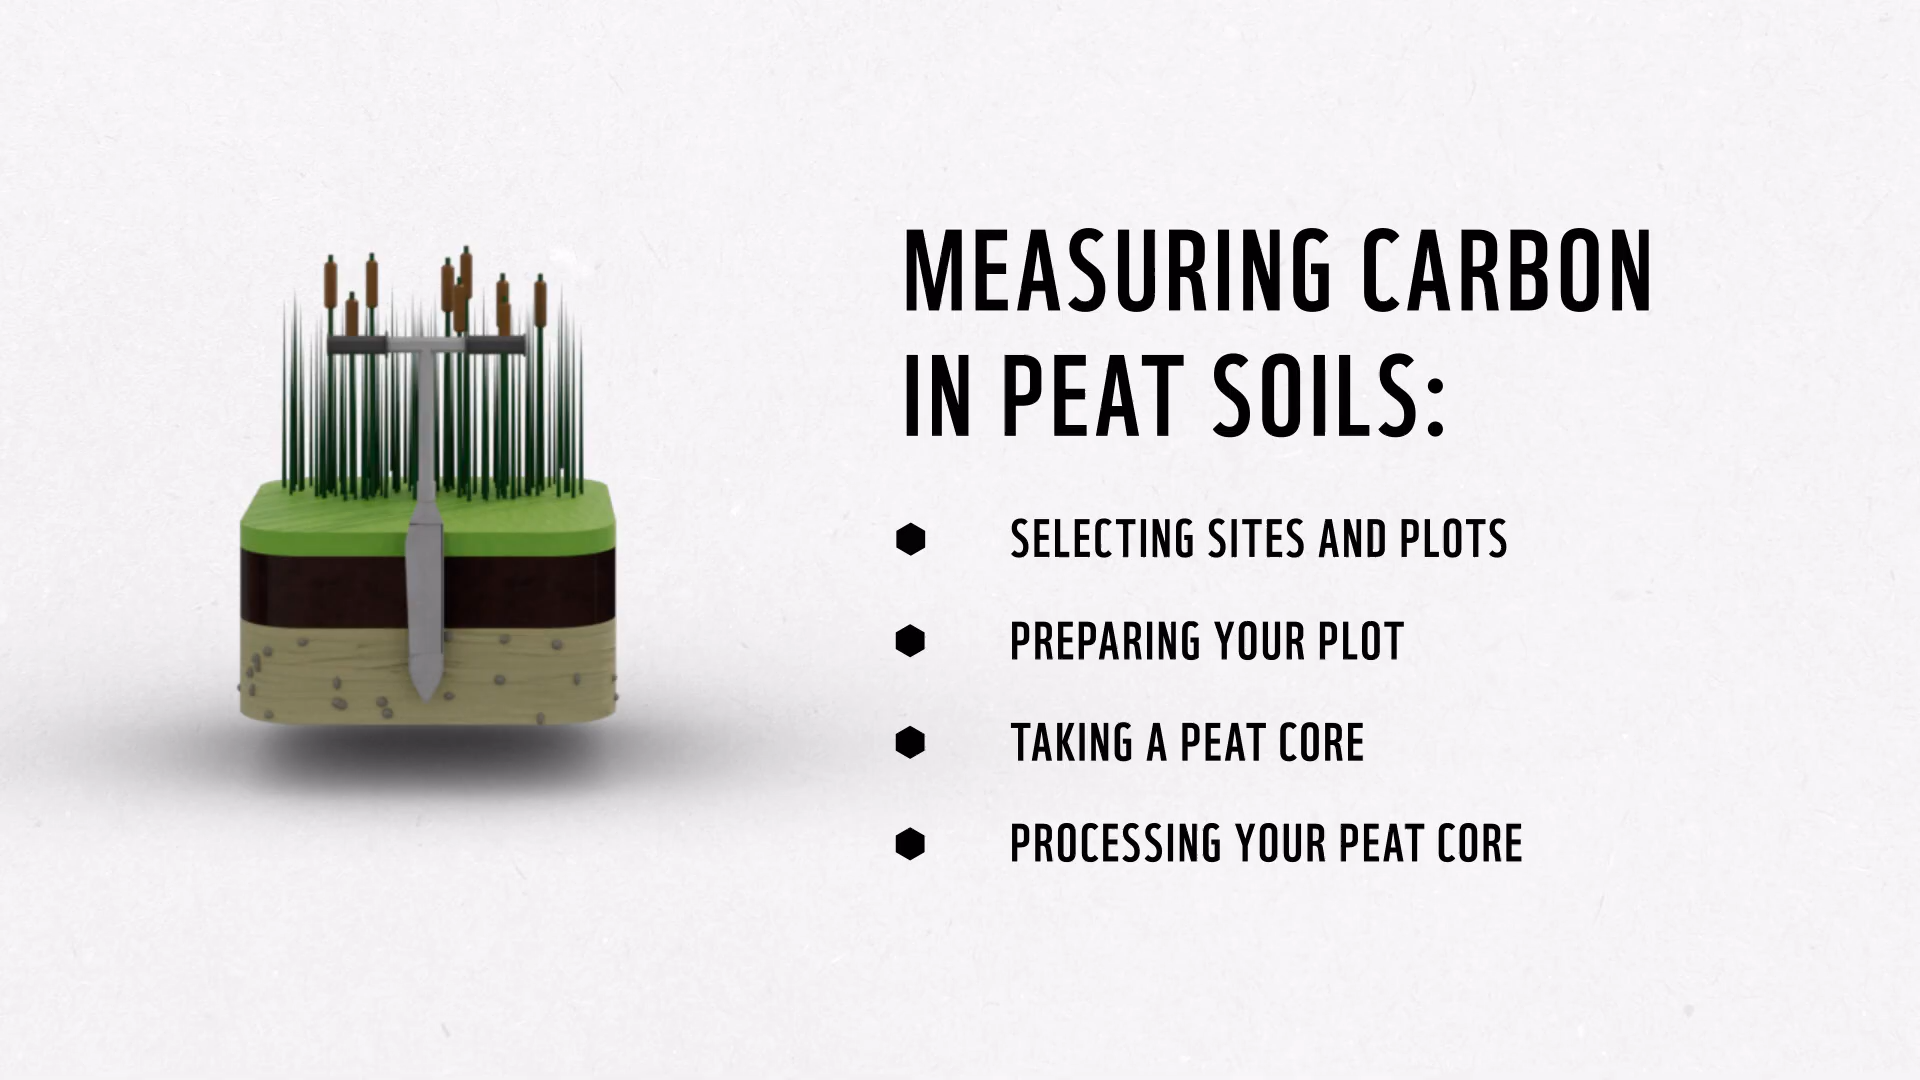 MEASURING CARBON
IN PEAT SOILS:
SELECTING SITES AND PLOTS
PREPARING YOUR PLOT
TAKING A PEAT CORE
PROCESSING YOUR PEAT CORE